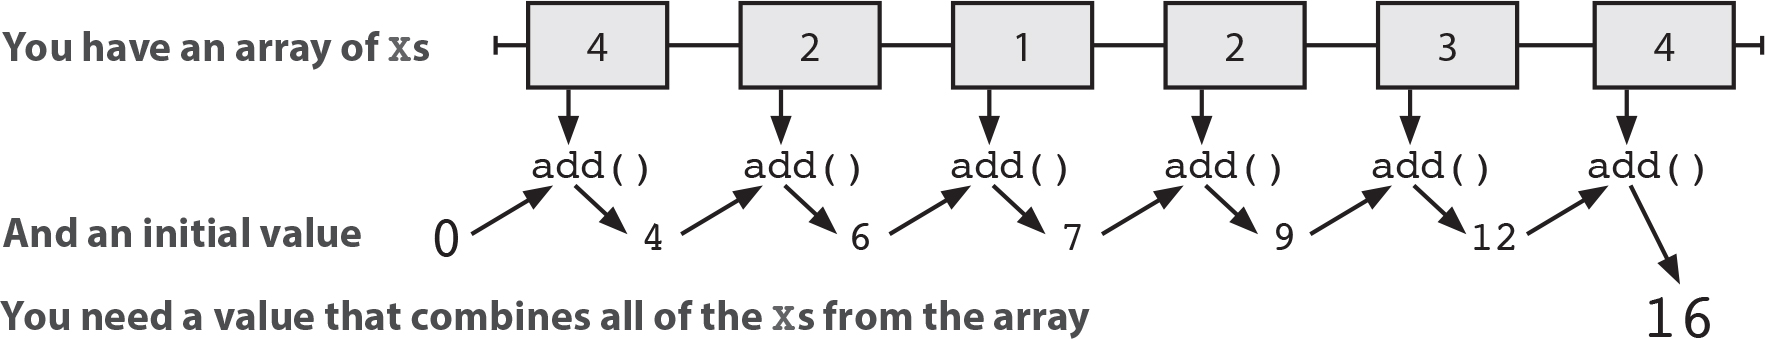 You have an array of Xs 4 2 1 2 3 4
add() add() add() add() add() add()
And an initial value 0 4 6 7 9 12
You need a value that combines all of the Xs from the array 16